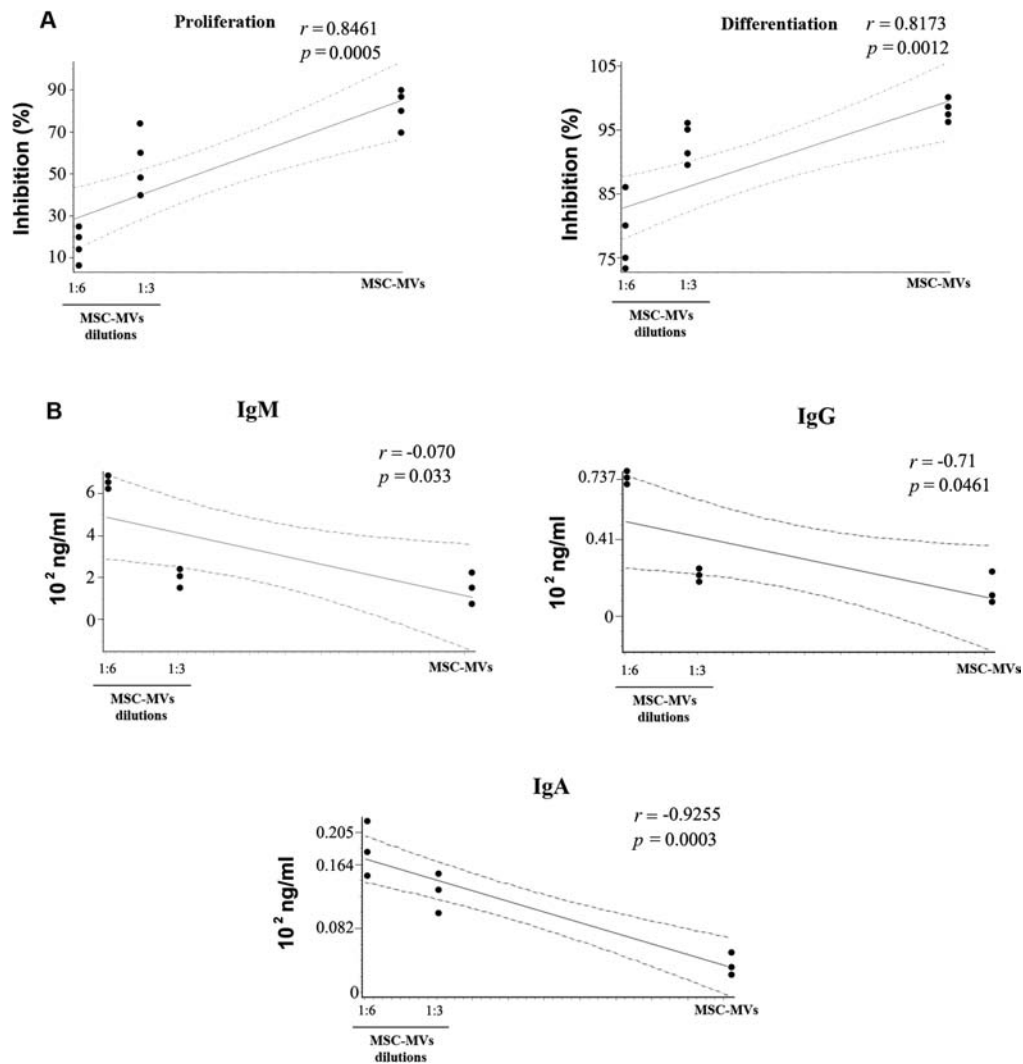 A
Proliferation
r = 0.8461
p = 0.0005
Inhibition (%)
90
70
50
30
10
1:6
1:3
MSC-MVs
MSC-MVs
dilutions
Differentiation
r = 0.8173
p = 0.0012
Inhibition (%)
105
95
85
75
1:6
1:3
MSC-MVs
MSC-MVs
dilutions
B
IgM
r = -0.070
p = 0.033
10² ng/ml
6
4
2
0
1:6
1:3
MSC-MVs
MSC-MVs
dilutions
IgG
r = -0.71
p = 0.0461
10² ng/ml
0.737
0.41
0
1:6
1:3
MSC-MVs
MSC-MVs
dilutions
IgA
r = -0.9255
p = 0.0003
10² ng/ml
0.205
0.164
0.082
0
1:6
1:3
MSC-MVs
MSC-MVs
dilutions